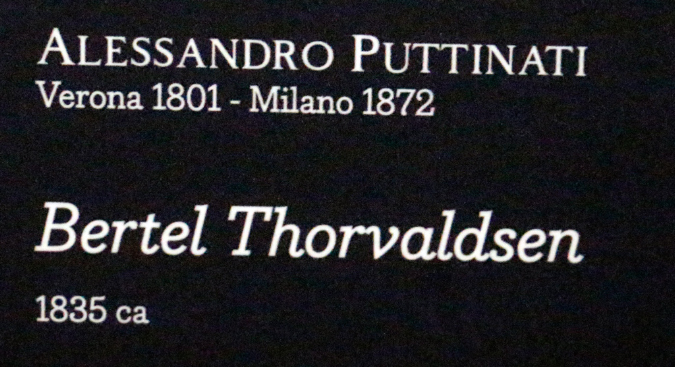 ALESSANDRO PUTTINATI
Verona 1801 - Milano 1872
Bertel Thorvaldsen
1835 ca